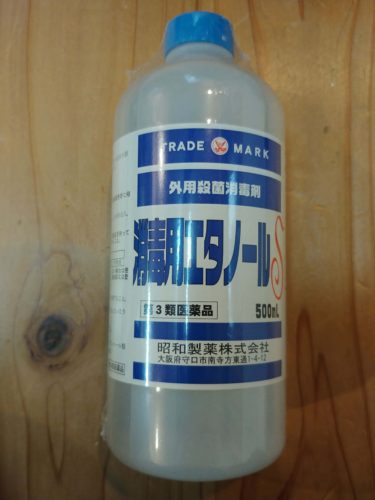 TRADE MARK
外用殺菌消毒剤
消毒用エタノールS
第3類医薬品
500mL
昭和製薬株式会社
大阪府守口市南寺方東通1-4-12